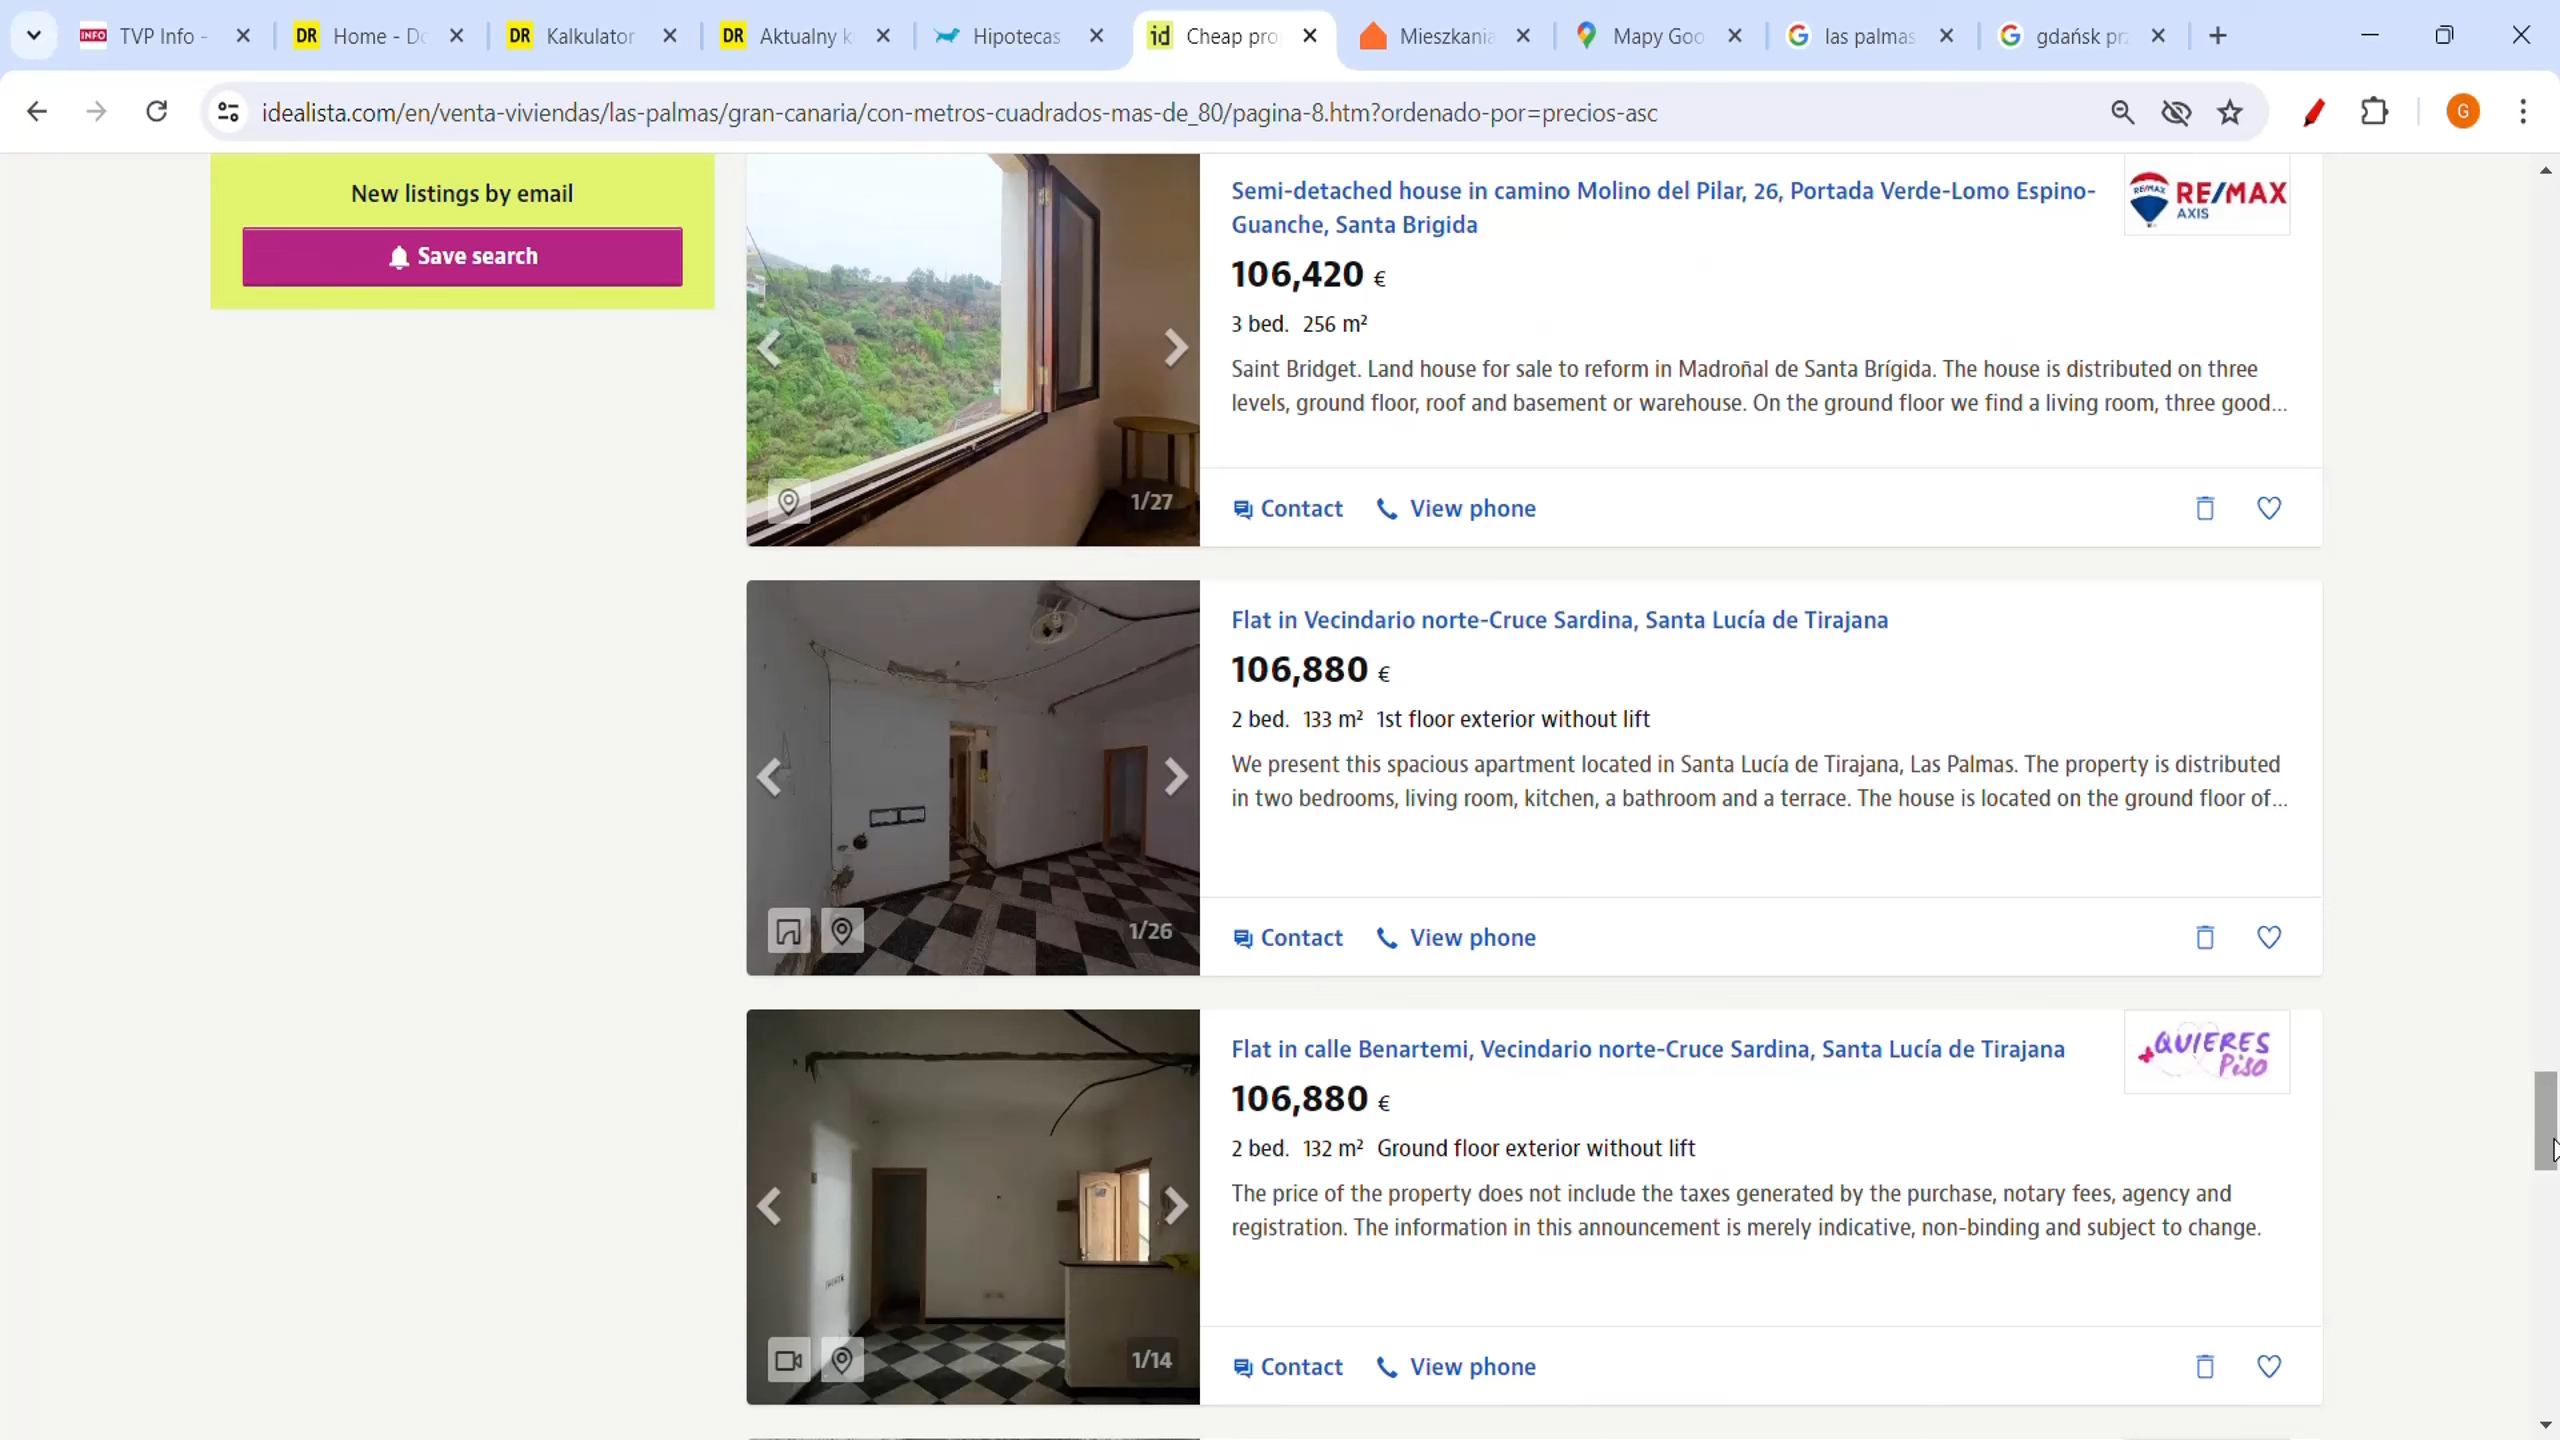 TVP Info -
Home - Do
Kalkulator
Aktualny k
Hipotecas
Cheap pro
Mieszkania
Mapy Goo
las palmas
gdańsk prz
idealista.com/en/venta-viviendas/las-palmas/gran-canaria/con-metros-cuadrados-mas-de_80/pagina-8.htm?ordenado-por=precios-asc
G
New listings by email
Save search
Semi-detached house in camino Molino del Pilar, 26, Portada Verde-Lomo Espino-
Guanche, Santa Brigida
RE/MAX
AXIS
106,420 €
3 bed. 256 m²
Saint Bridget. Land house for sale to reform in Madroñal de Santa Brígida. The house is distributed on three
levels, ground floor, roof and basement or warehouse. On the ground floor we find a living room, three good...
1/27
Contact
View phone
Flat in Vecindario norte-Cruce Sardina, Santa Lucía de Tirajana
106,880 €
2 bed. 133 m² 1st floor exterior without lift
We present this spacious apartment located in Santa Lucía de Tirajana, Las Palmas. The property is distributed
in two bedrooms, living room, kitchen, a bathroom and a terrace. The house is located on the ground floor of...
1/26
Contact
View phone
Flat in calle Benartemi, Vecindario norte-Cruce Sardina, Santa Lucía de Tirajana
QUIERES
Piso
106,880 €
2 bed. 132 m² Ground floor exterior without lift
The price of the property does not include the taxes generated by the purchase, notary fees, agency and
registration. The information in this announcement is merely indicative, non-binding and subject to change.
1/14
Contact
View phone